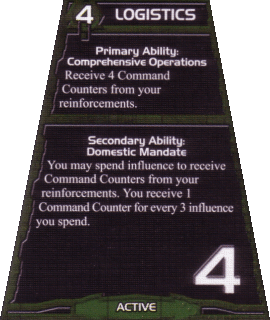 4 LOGISTICS
Primary Ability:
Comprehensive Operations
Receive 4 Command
Counters from your
reinforcements.
Secondary Ability:
Domestic Mandate
You may spend influence to receive
Command Counters from your
reinforcements. You receive 1
Command Counter for every 3 influence
you spend.
4
ACTIVE